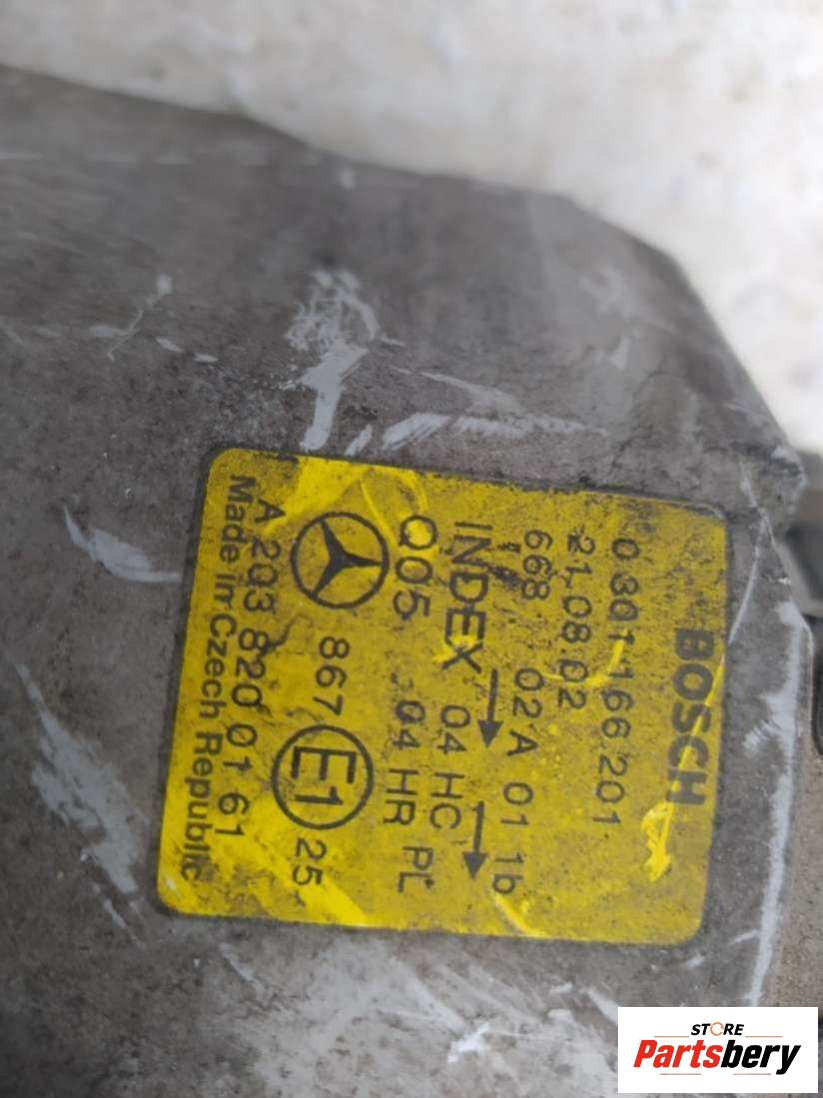 BOSCH
0 301 166 201
21.08.02
668 02A 01 1b
INDEX 04 HC
Q05 04 HR PL
867 E1 25
A 203 820 01 61
Made in Czech Republic
STORE
Partsbery